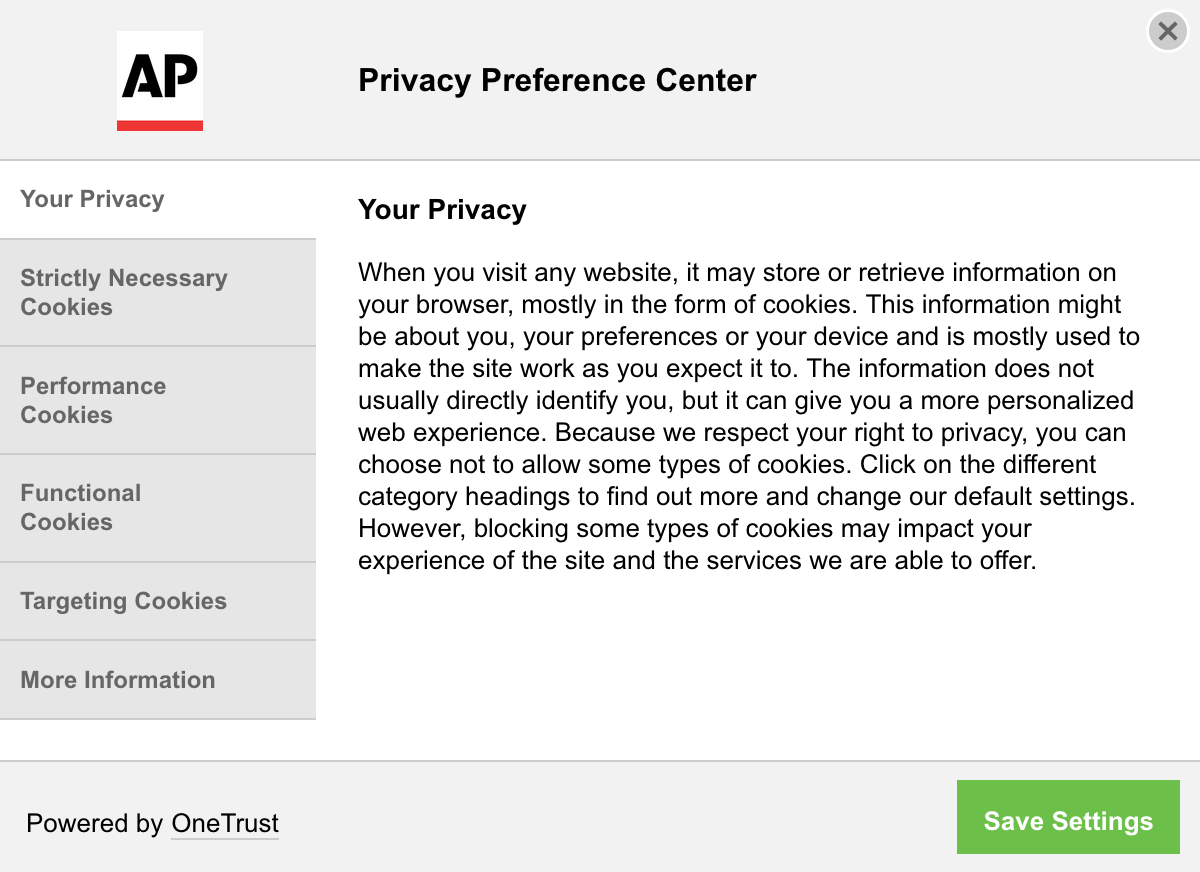 AP
Privacy Preference Center
Your Privacy
Strictly Necessary
Cookies
Performance
Cookies
Functional
Cookies
Targeting Cookies
More Information
Your Privacy
When you visit any website, it may store or retrieve information on
your browser, mostly in the form of cookies. This information might
be about you, your preferences or your device and is mostly used to
make the site work as you expect it to. The information does not
usually directly identify you, but it can give you a more personalized
web experience. Because we respect your right to privacy, you can
choose not to allow some types of cookies. Click on the different
category headings to find out more and change our default settings.
However, blocking some types of cookies may impact your
experience of the site and the services we are able to offer.
Powered by OneTrust
Save Settings